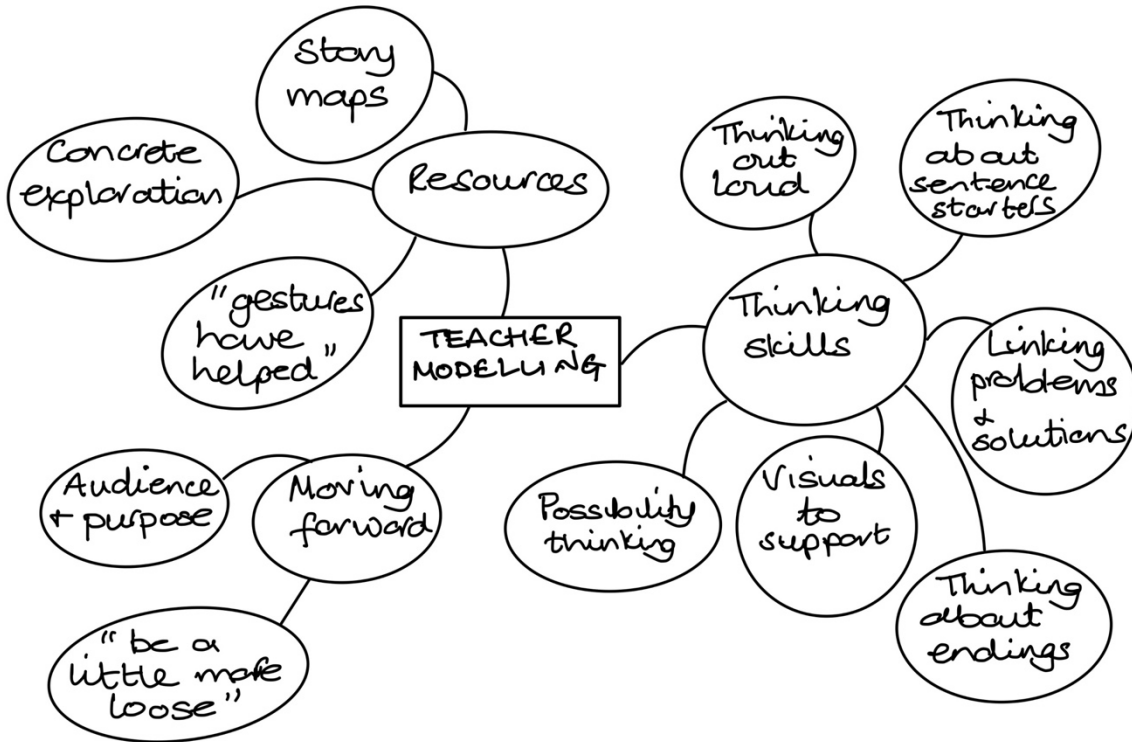 Story
maps
Concrete
exploration
Resources
"gestures
have
helped"
TEACHER
MODELLING
Thinking
out
loud
Thinking
about
sentence
starters
Thinking
skills
Linking
problems
&
solutions
Possibility
thinking
Visuals
to
support
Thinking
about
endings
Moving
forward
Audience
+ purpose
"be a
little more
loose"